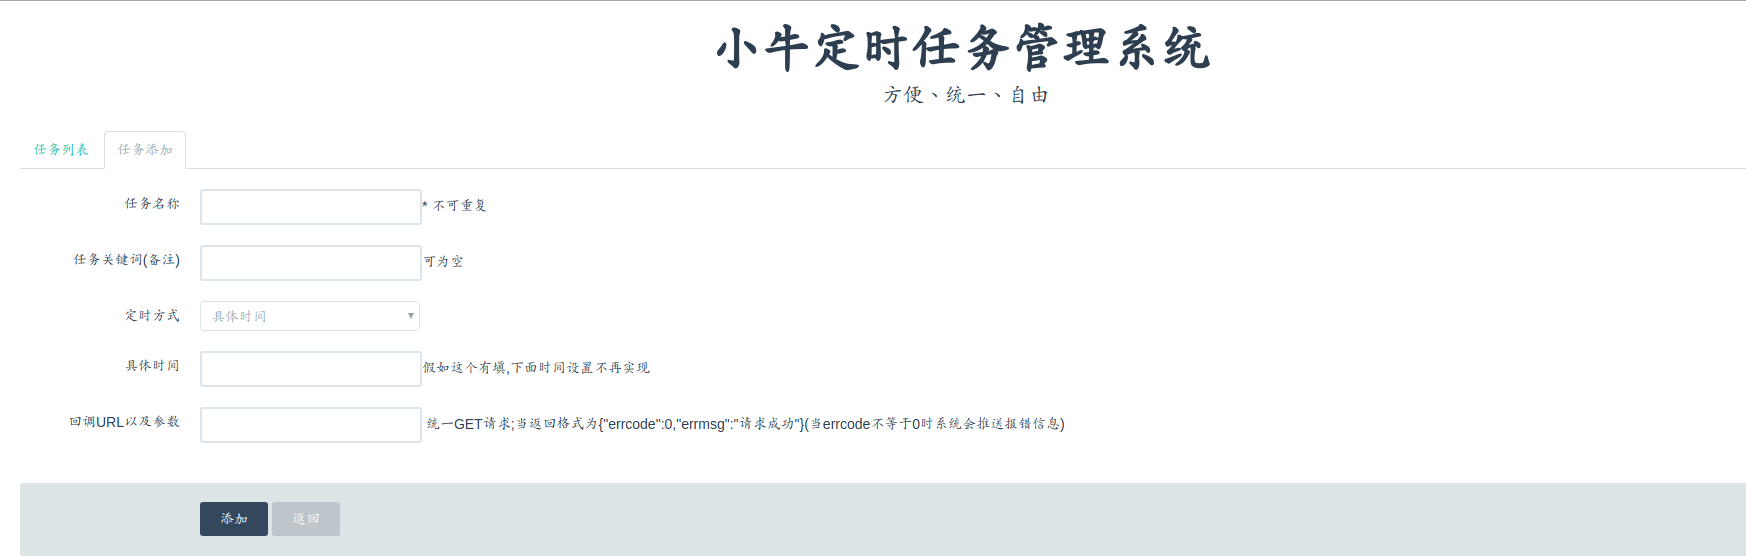 小牛定时任务管理系统
方便、统一、自由
任务列表 任务添加
任务名称 * 不可重复
任务关键词(备注) 可为空
定时方式 具体时间
具体时间 假如这个有填,下面时间设置不再实现
回调URL以及参数 统一GET请求;当返回格式为{"errcode":0,"errmsg":"请求成功"}(当errcode不等于0时系统会推送报错信息)
添加 返回